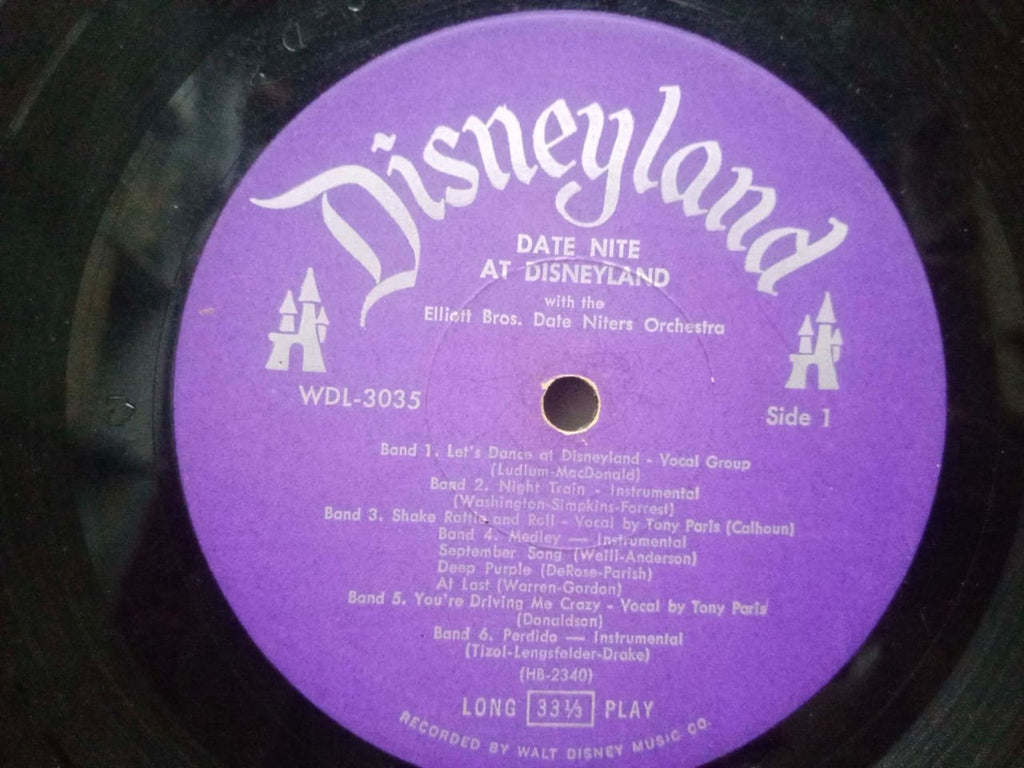 Disneyland
DATE NITE
AT DISNEYLAND
with the
Elliott Bros. Date Niters Orchestra
WDL-3035
Side 1
Band 1. Let's Dance at Disneyland - Vocal Group
(Ludlum-MacDonald)
Band 2. Night Train - Instrumental
(Washington-Simpkins-Forrest)
Band 3. Shake Rattle and Roll - Vocal by Tony Paris (Calhoun)
Band 4. Medley — Instrumental
September Song (Weill-Anderson)
Deep Purple (DeRose-Parish)
At Last (Warren-Gordon)
Band 5. You're Driving Me Crazy - Vocal by Tony Paris
(Donaldson)
Band 6. Perdido — Instrumental
(Tizol-Lengsfelder-Drake)
(HB-2340)
LONG 33⅓ PLAY
RECORDED BY WALT DISNEY MUSIC CO.